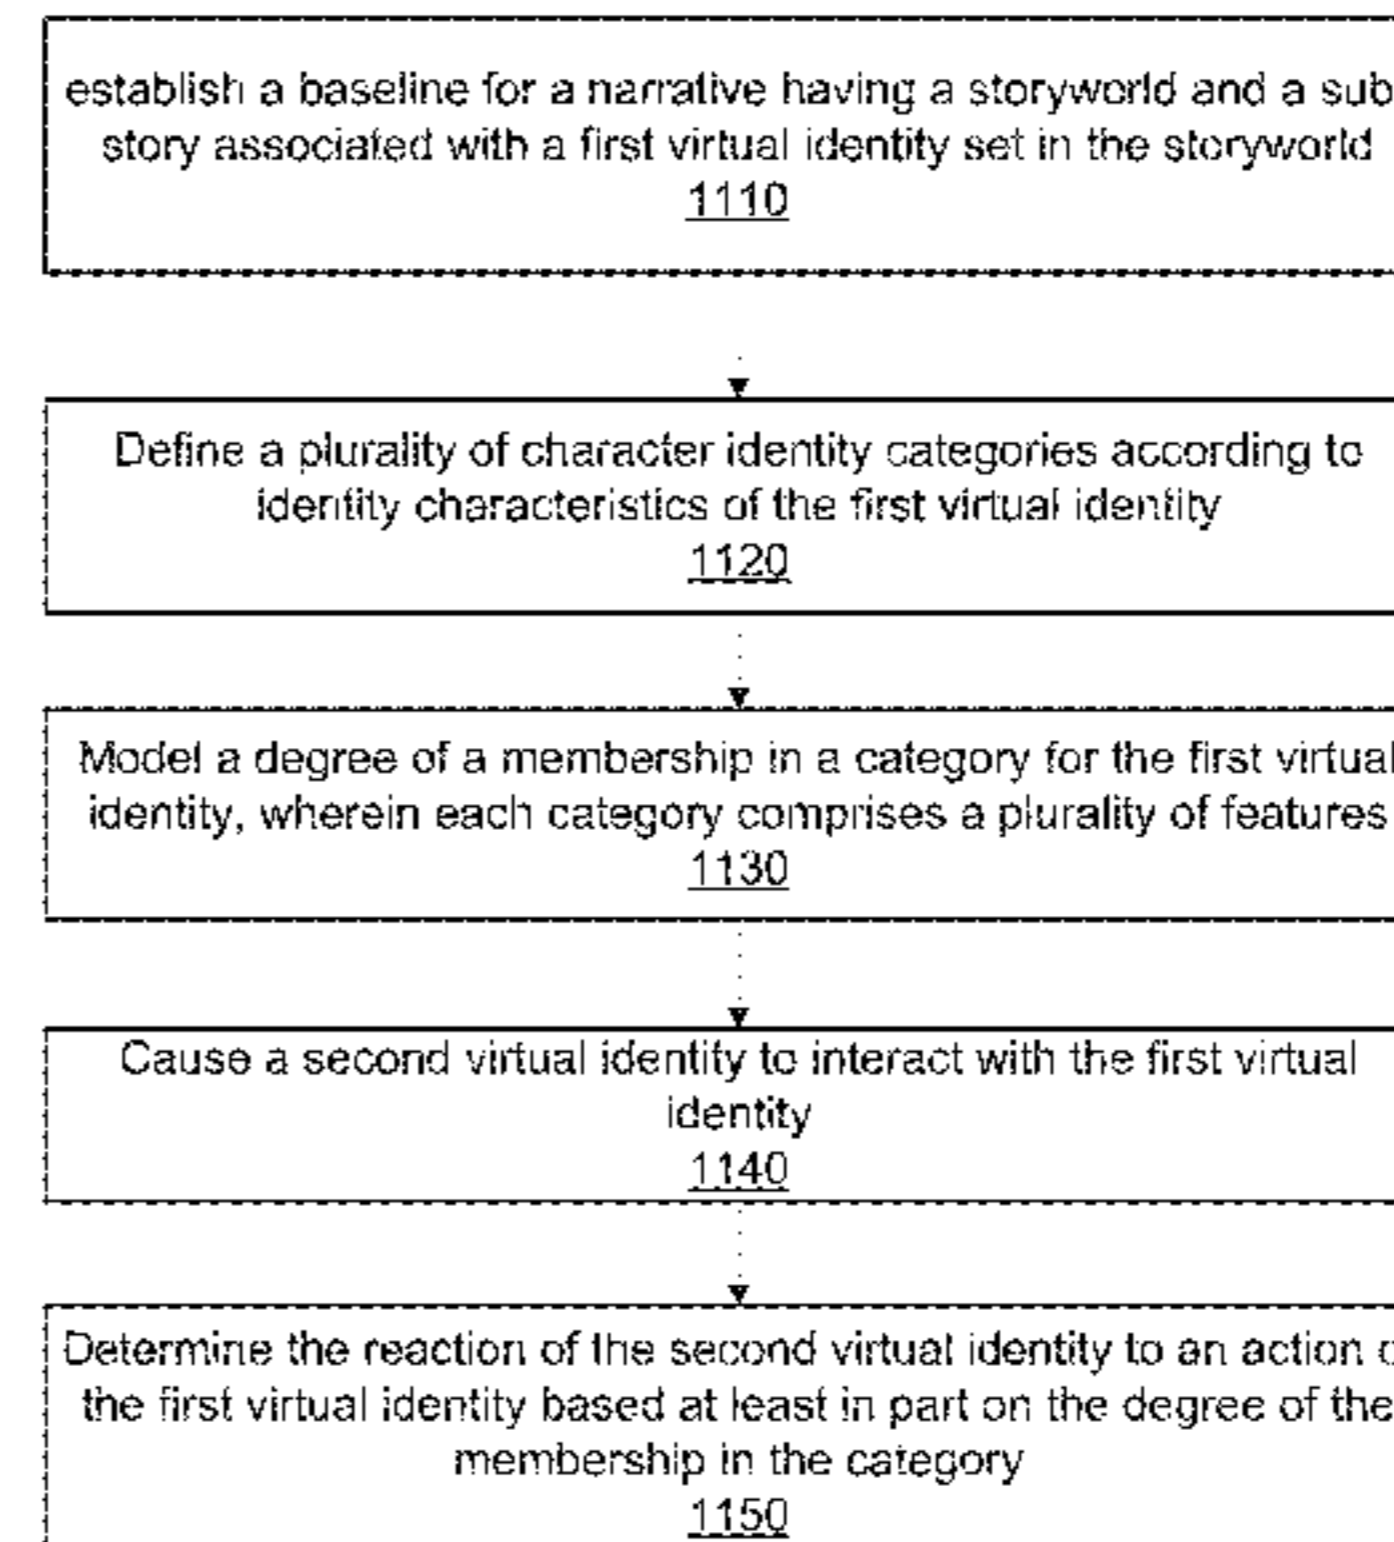 establish a baseline for a narrative having a storyworld and a sub
story associated with a first virtual identity set in the storyworld
1110
Define a plurality of character identity categories according to
identity characteristics of the first virtual identity
1120
Model a degree of a membership in a category for the first virtual
identity, wherein each category comprises a plurality of features
1130
Cause a second virtual identity to interact with the first virtual
identity
1140
Determine the reaction of the second virtual identity to an action
the first virtual identity based at least in part on the degree of the
membership in the category
1150